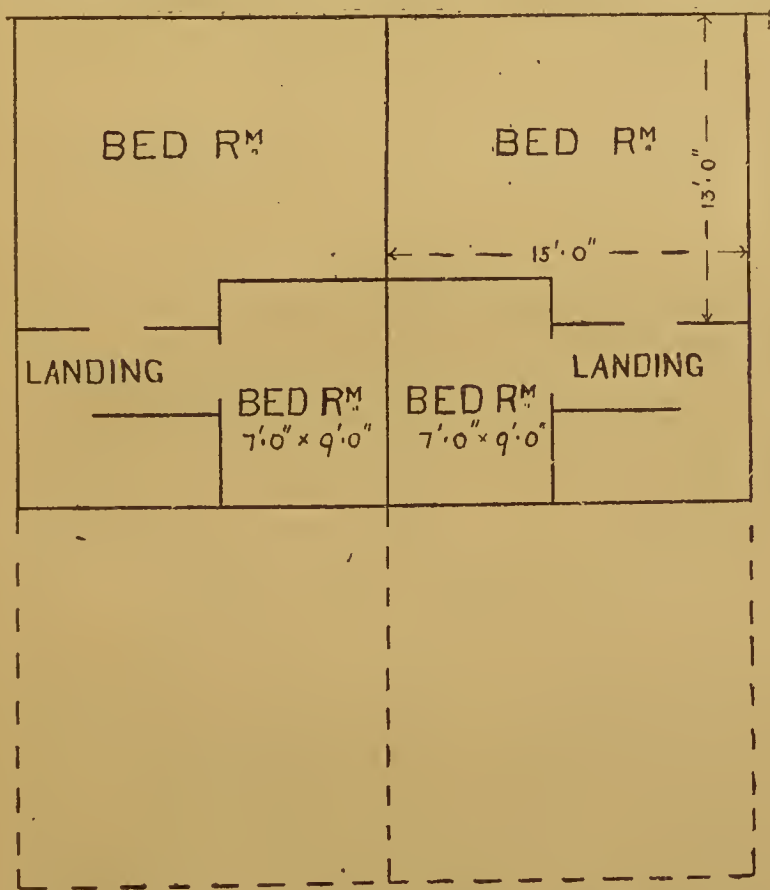 BED RM
BED RM
13'.0"
15'.0"
LANDING
LANDING
BED RM
7'.0" × 9'.0"
BED RM
7'.0" × 9'.0"